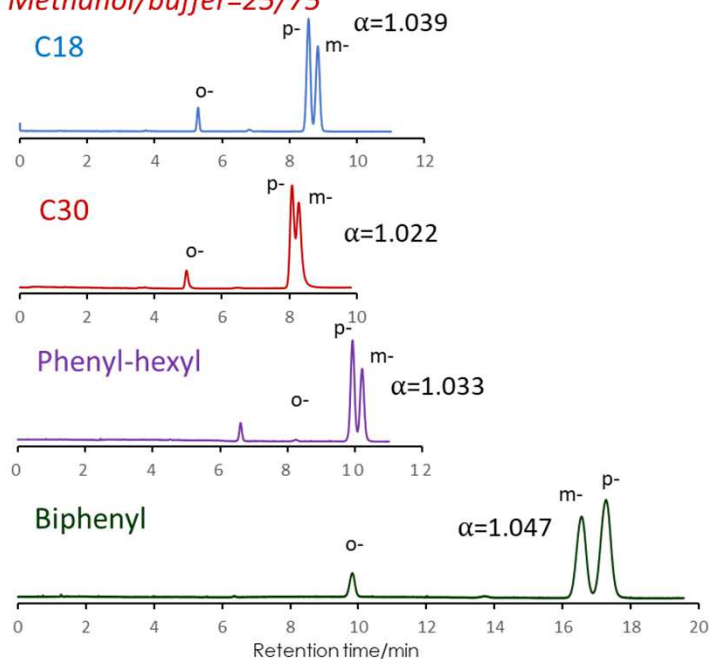 Methanol/buffer=25/75
C18
o-
p-
m-
α=1.039
0 2 4 6 8 10 12
C30
o-
p-
m-
α=1.022
0 2 4 6 8 10
Phenyl-hexyl
o-
p-
m-
α=1.033
0 2 4 6 8 10 12
Biphenyl
o-
α=1.047
m-
p-
0 2 4 6 8 10 12 14 16 18 20
Retention time/min